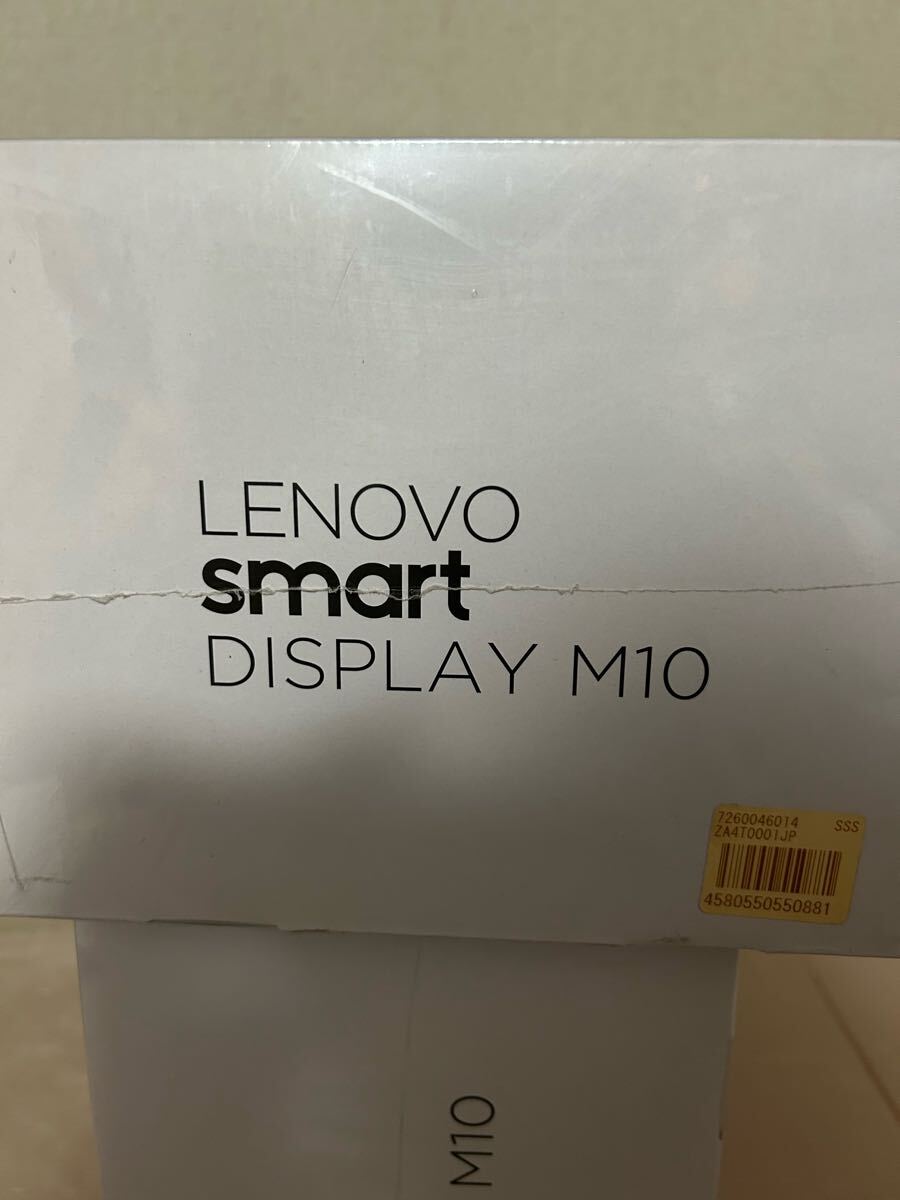 LENOVO
smart
DISPLAY M10
7260046014 SSS
ZA4T0001JP
4580550550881
M10